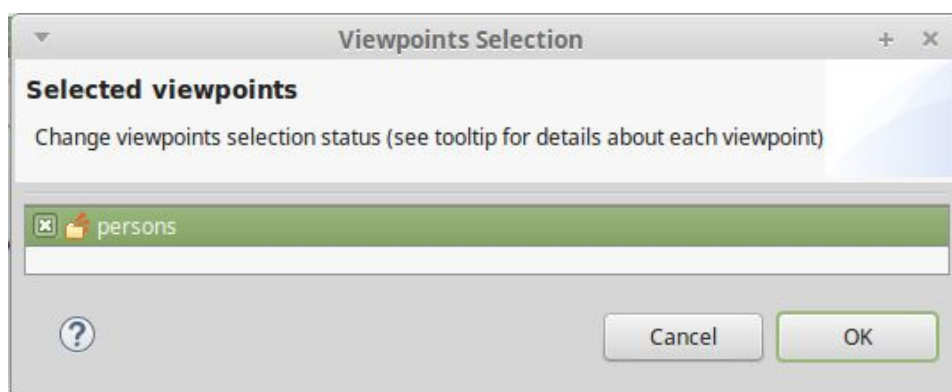 Viewpoints Selection
Selected viewpoints
Change viewpoints selection status (see tooltip for details about each viewpoint)
persons
Cancel
OK